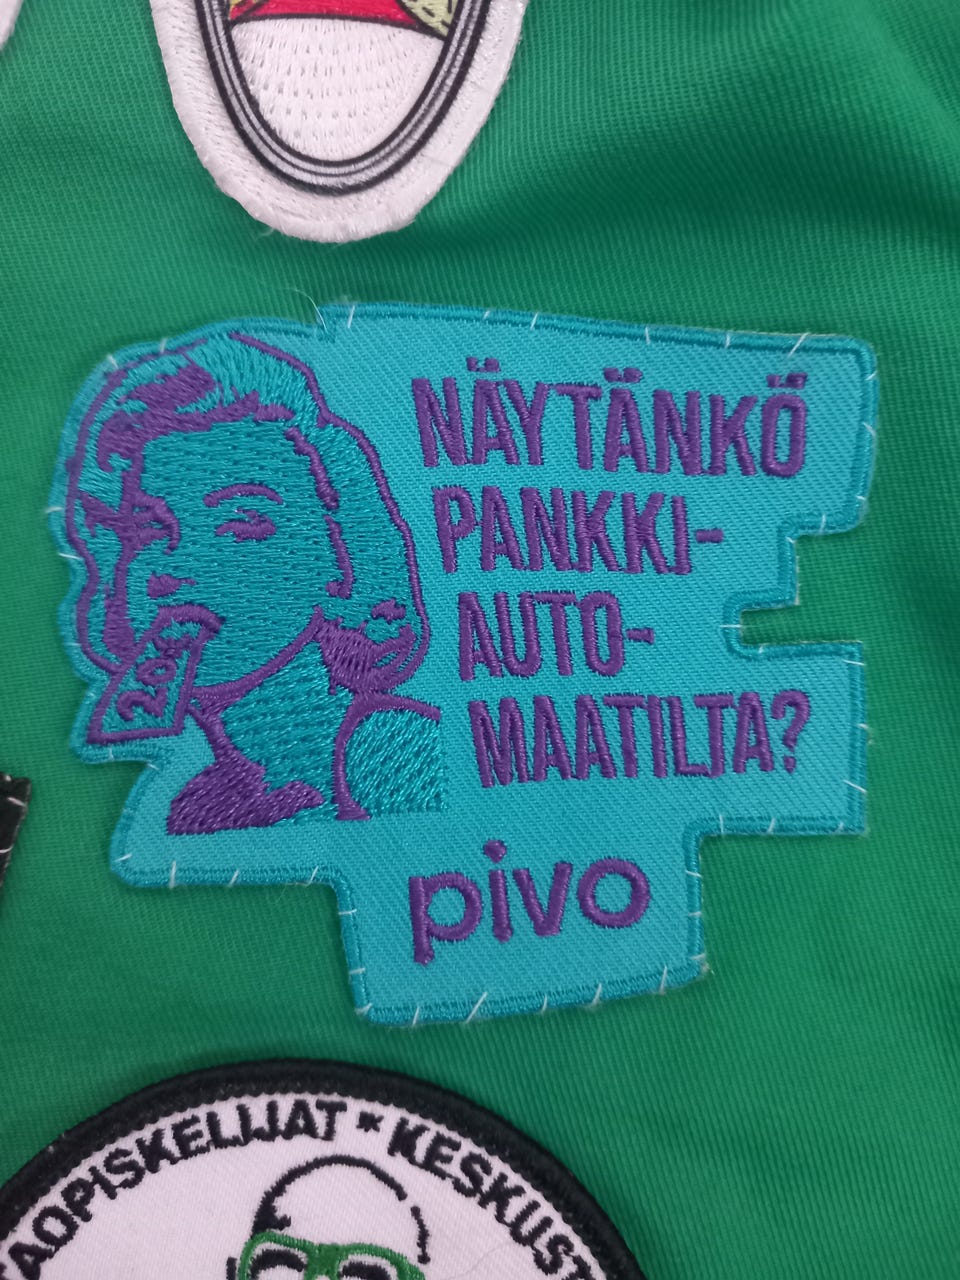 NÄYTÄNKÖ
PANKKI-
AUTO-
MAATILTA?
20€
pivo
AOPISKELIJAT * KESKUST